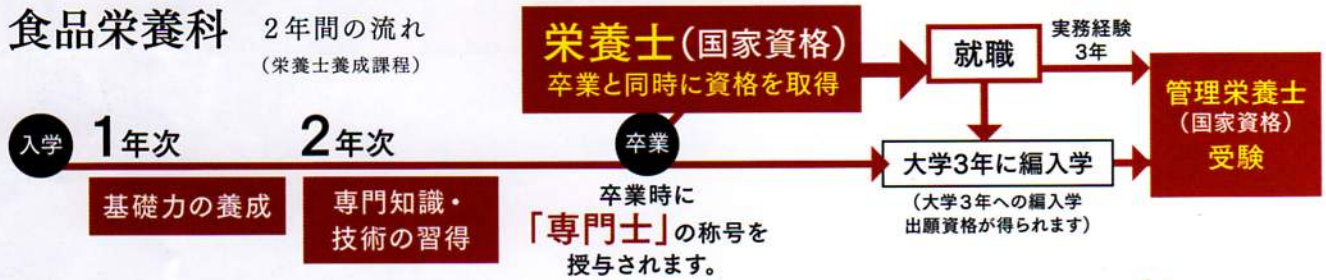 食品栄養科 2年間の流れ
(栄養士養成課程)
栄養士(国家資格)
卒業と同時に資格を取得
就職
実務経験
3年
管理栄養士
(国家資格)
受験
入学
1年次
2年次
卒業
大学3年に編入学
(大学3年への編入学
出願資格が得られます)
基礎力の養成
専門知識・
技術の習得
卒業時に
「専門士」の称号を
授与されます。